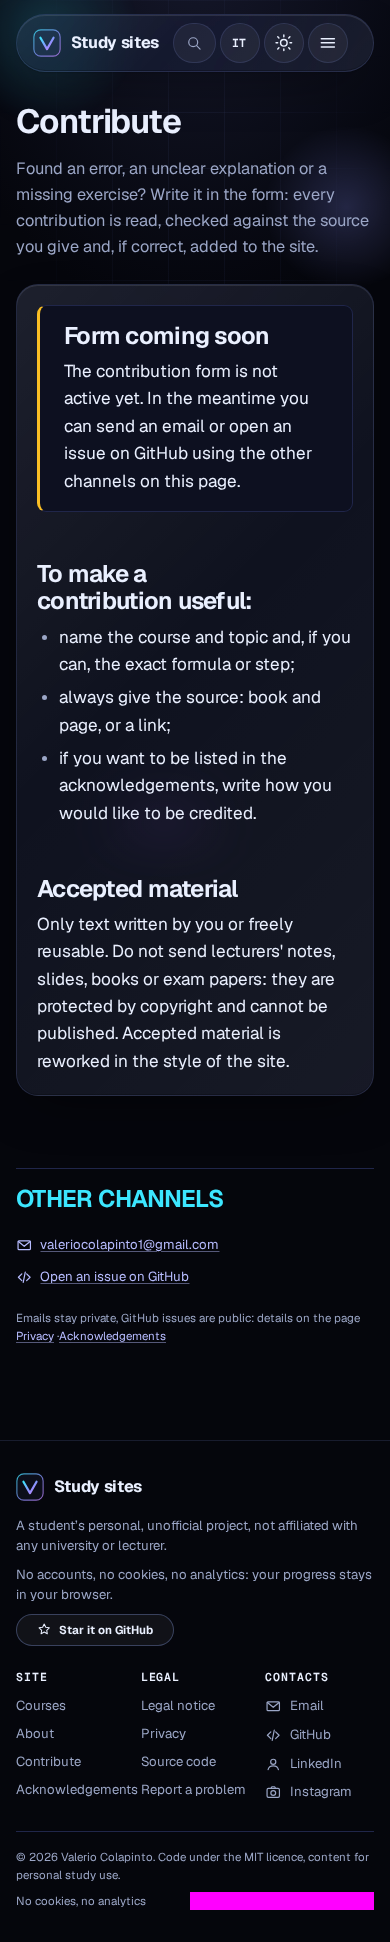 Study sites
IT
Contribute
Found an error, an unclear explanation or a
missing exercise? Write it in the form: every
contribution is read, checked against the source
you give and, if correct, added to the site.
Form coming soon
The contribution form is not
active yet. In the meantime you
can send an email or open an
issue on GitHub using the other
channels on this page.
To make a
contribution useful:
name the course and topic and, if you
can, the exact formula or step;
always give the source: book and
page, or a link;
if you want to be listed in the
acknowledgements, write how you
would like to be credited.
Accepted material
Only text written by you or freely
reusable. Do not send lecturers' notes,
slides, books or exam papers: they are
protected by copyright and cannot be
published. Accepted material is
reworked in the style of the site.
OTHER CHANNELS
valeriocolapinto1@gmail.com
Open an issue on GitHub
Emails stay private, GitHub issues are public: details on the page
Privacy · Acknowledgements
Study sites
A student's personal, unofficial project, not affiliated with
any university or lecturer.
No accounts, no cookies, no analytics: your progress stays
in your browser.
Star it on GitHub
SITE
Courses
About
Contribute
Acknowledgements
LEGAL
Legal notice
Privacy
Source code
Report a problem
CONTACTS
Email
GitHub
LinkedIn
Instagram
© 2026 Valerio Colapinto. Code under the MIT licence, content for
personal study use.
No cookies, no analytics